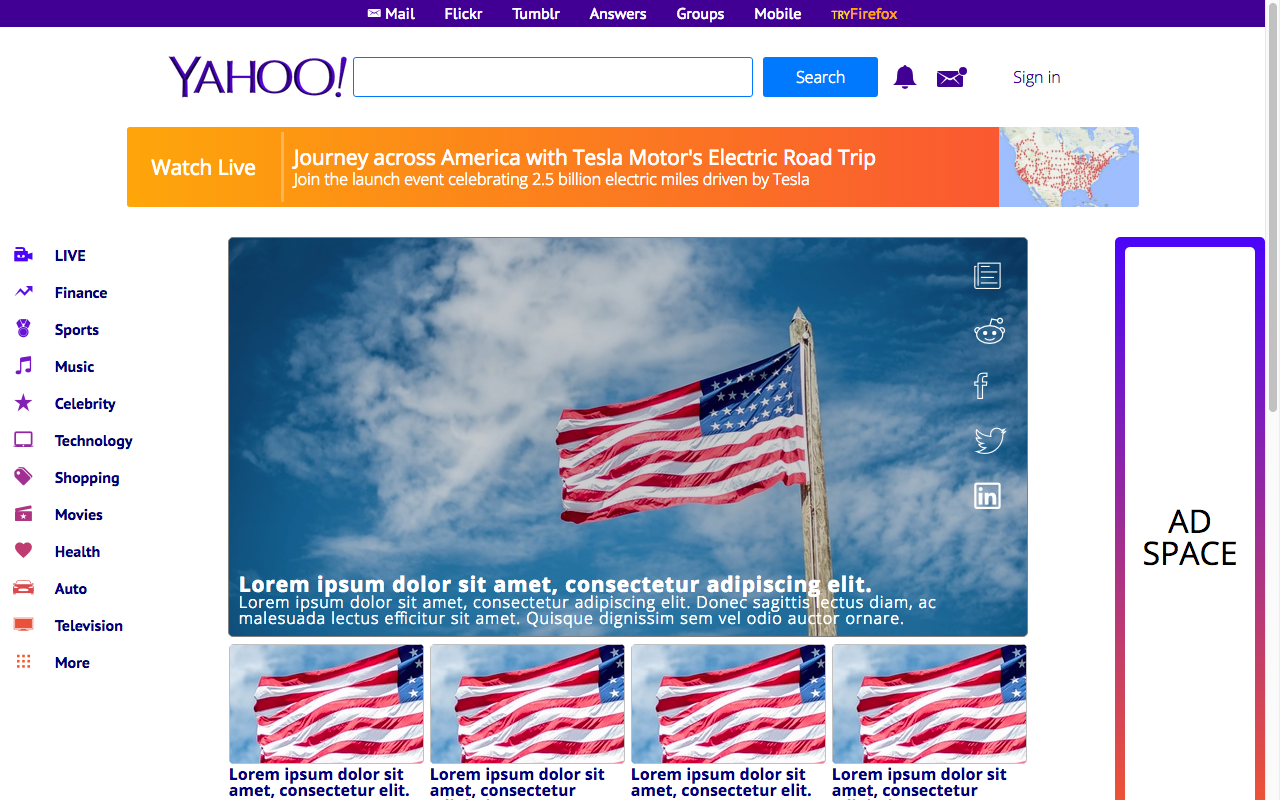 Mail Flickr Tumblr Answers Groups Mobile TRYFirefox
YAHOO! Search Sign in
Watch Live
Journey across America with Tesla Motor's Electric Road Trip
Join the launch event celebrating 2.5 billion electric miles driven by Tesla
LIVE
Finance
Sports
Music
Celebrity
Technology
Shopping
Movies
Health
Auto
Television
More
in
Lorem ipsum dolor sit amet, consectetur adipiscing elit.
Lorem ipsum dolor sit amet, consectetur adipiscing elit. Donec sagittis lectus diam, ac
malesuada lectus efficitur sit amet. Quisque dignissim sem vel odio auctor ornare.
AD
SPACE
Lorem ipsum dolor sit
amet, consectetur elit.
Lorem ipsum dolor sit
amet, consectetur
Lorem ipsum dolor sit
amet, consectetur elit.
Lorem ipsum dolor sit
amet, consectetur